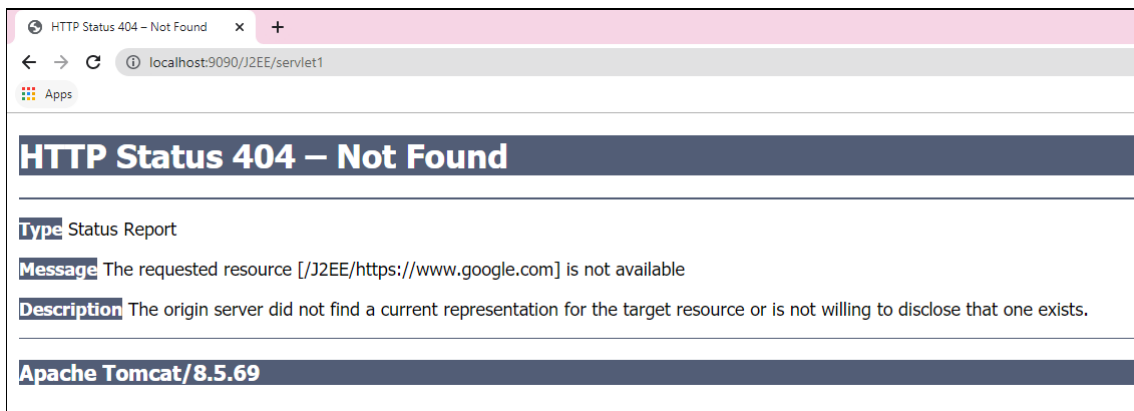 HTTP Status 404 – Not Found
localhost:9090/J2EE/servlet1
Apps
HTTP Status 404 – Not Found
Type Status Report
Message The requested resource [/J2EE/https://www.google.com] is not available
Description The origin server did not find a current representation for the target resource or is not willing to disclose that one exists.
Apache Tomcat/8.5.69